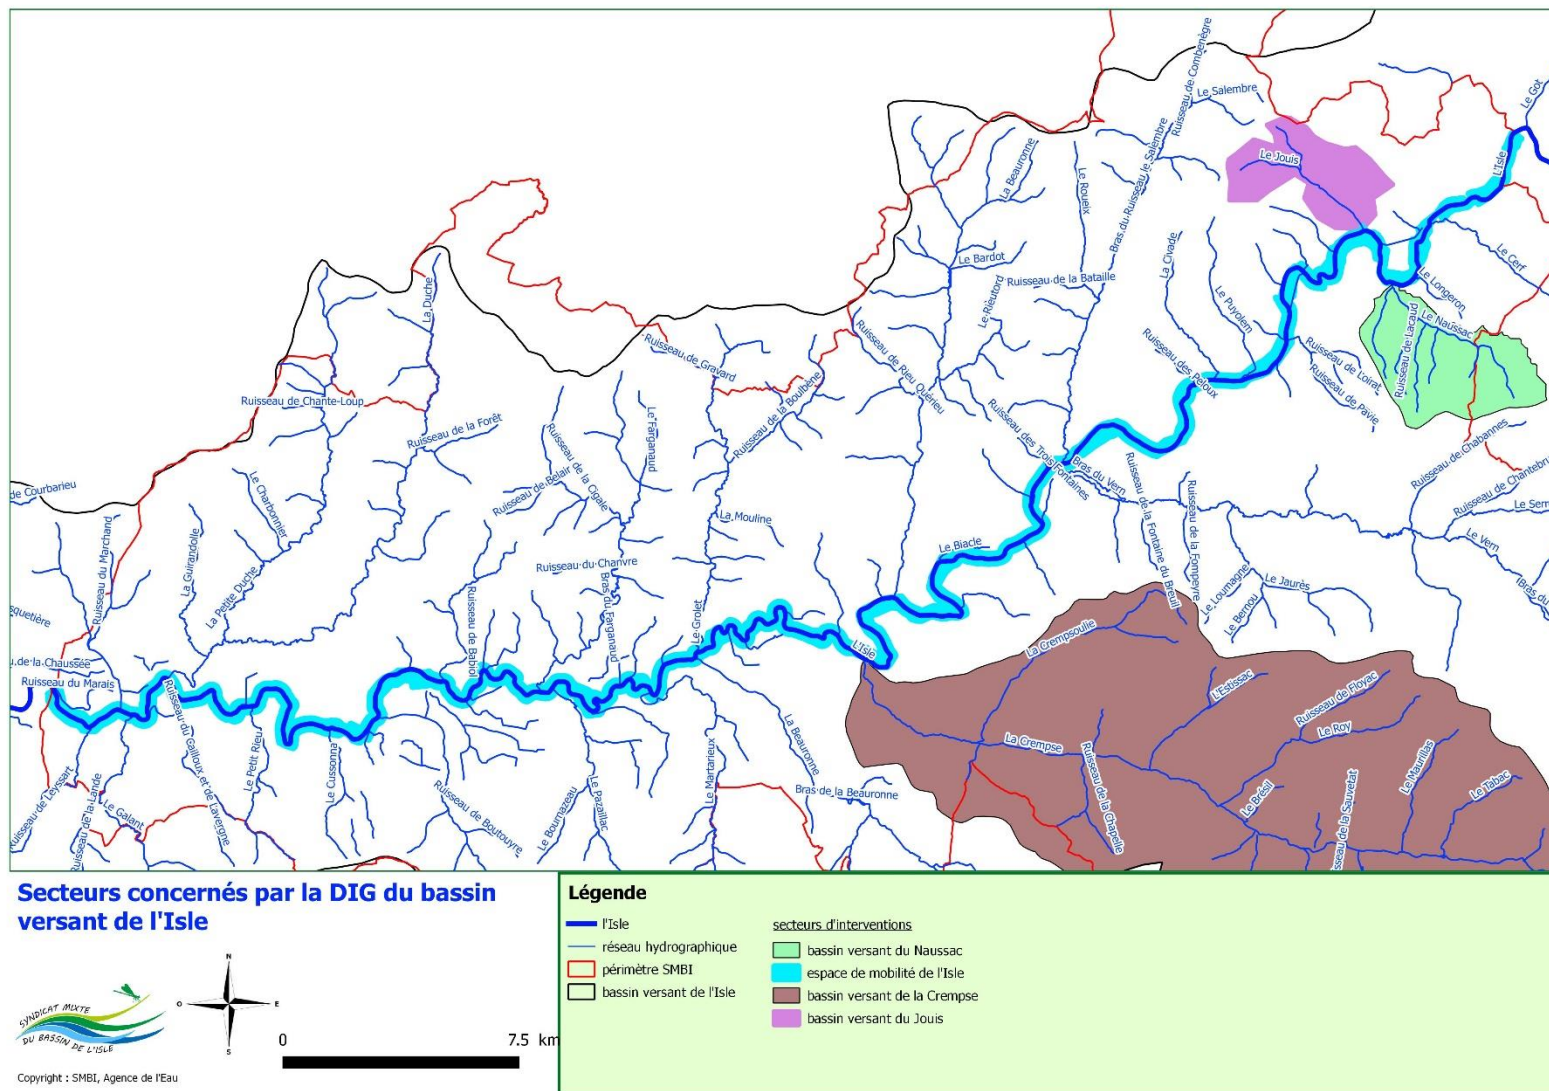 Le Got
Ruisseau de Combenègre
Le Salembre
Bras du Ruisseau le Salembre
Le Jouis
L'Isle
La Beauronne
Le Roueix
La Civade
Le Cerf
Le Bardot
Ruisseau de la Bataille
Le Longeron
La Duche
Le Rieutord
Le Puyolem
Ruisseau de Lacaud
Le Naussac
Ruisseau de Gravard
Ruisseau de Rieu Quérieu
Ruisseau des Peloux
Ruisseau de Loirat
Ruisseau de Pavie
Ruisseau de la Boulbène
Ruisseau de Chante-Loup
Ruisseau de la Forêt
Le Farganaud
Ruisseau de la Cigale
Ruisseau de Belair
Ruisseau des Trois Fontaines
Bras du Vern
Ruisseau de la Fontaine du Breuil
Ruisseau de la Fompeyre
Ruisseau de Chabannes
Ruisseau de Chantebru
Le Sem
Le Vern
de Courbarieu
Le Charbonnier
Ruisseau du Marchand
La Guirandolle
La Mouline
Le Biacle
Ruisseau du Chanvre
Bras du Farganaud
La Petite Duche
Ruisseau de Babiol
Le Grolet
Le Loumagne
Le Bernou
Le Jaurès
Bras du
squetière
u de la Chaussée
Ruisseau du Marais
L'Isle
La Crempsoulie
L'Estissac
Ruisseau de Floyac
Le Roy
La Crempse
Ruisseau de la Chapelle
Le Brésil
sseau de la Sauvetat
Le Maurillas
Le Tabac
Ruisseau du Gailloux et de Lavergne
Le Petit Rieu
Le Cussonna
Ruisseau de Leyssart
Ruisseau de la Lande
Le Galant
Ruisseau de Boutouyre
Le Bournazeau
Le Pazaillac
Le Martarieux
La Beauronne
Bras de la Beauronne
Secteurs concernés par la DIG du bassin
versant de l'Isle
N
O
E
S
SYNDICAT MIXTE
DU BASSIN DE L'ISLE
0
7.5 km
Copyright : SMBI, Agence de l'Eau
Légende
l'Isle
réseau hydrographique
périmètre SMBI
bassin versant de l'Isle
secteurs d'interventions
bassin versant du Naussac
espace de mobilité de l'Isle
bassin versant de la Crempse
bassin versant du Jouis